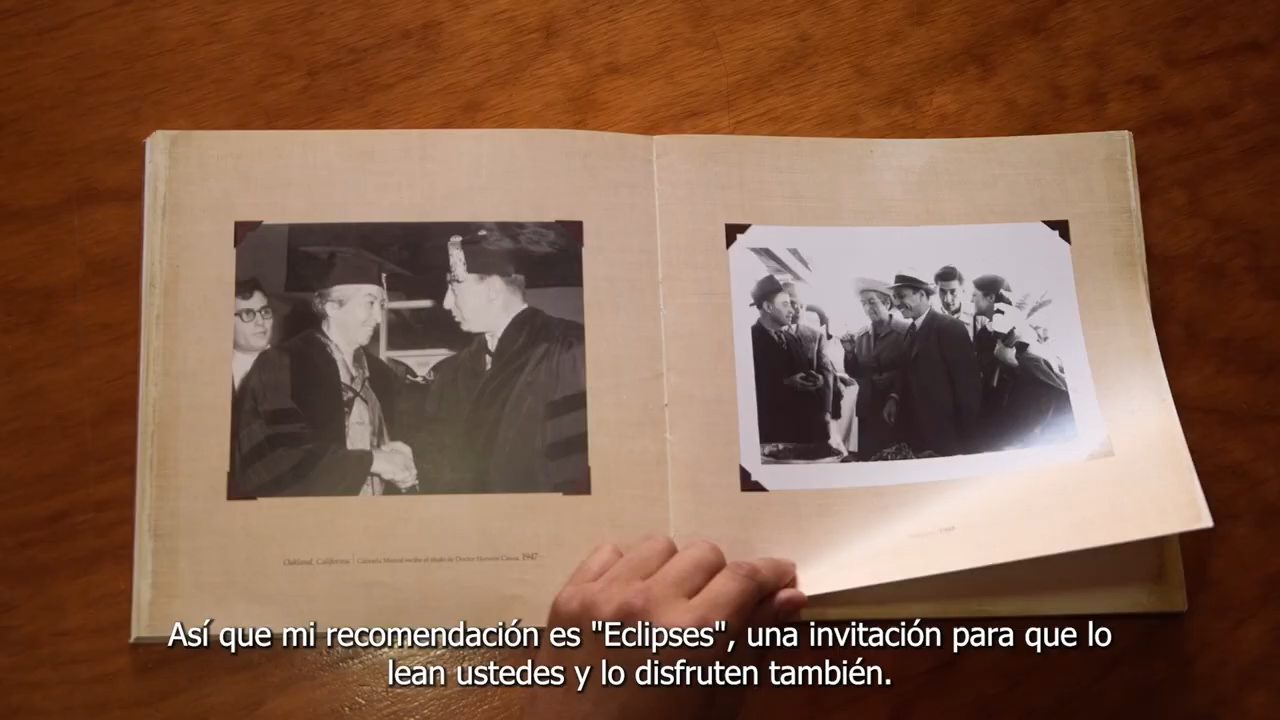 Oakland, California | Gabriela Mistral recibe el título de Doctor Honoris Causa. 1947
Así que mi recomendación es "Eclipses", una invitación para que lo
lean ustedes y lo disfruten también.